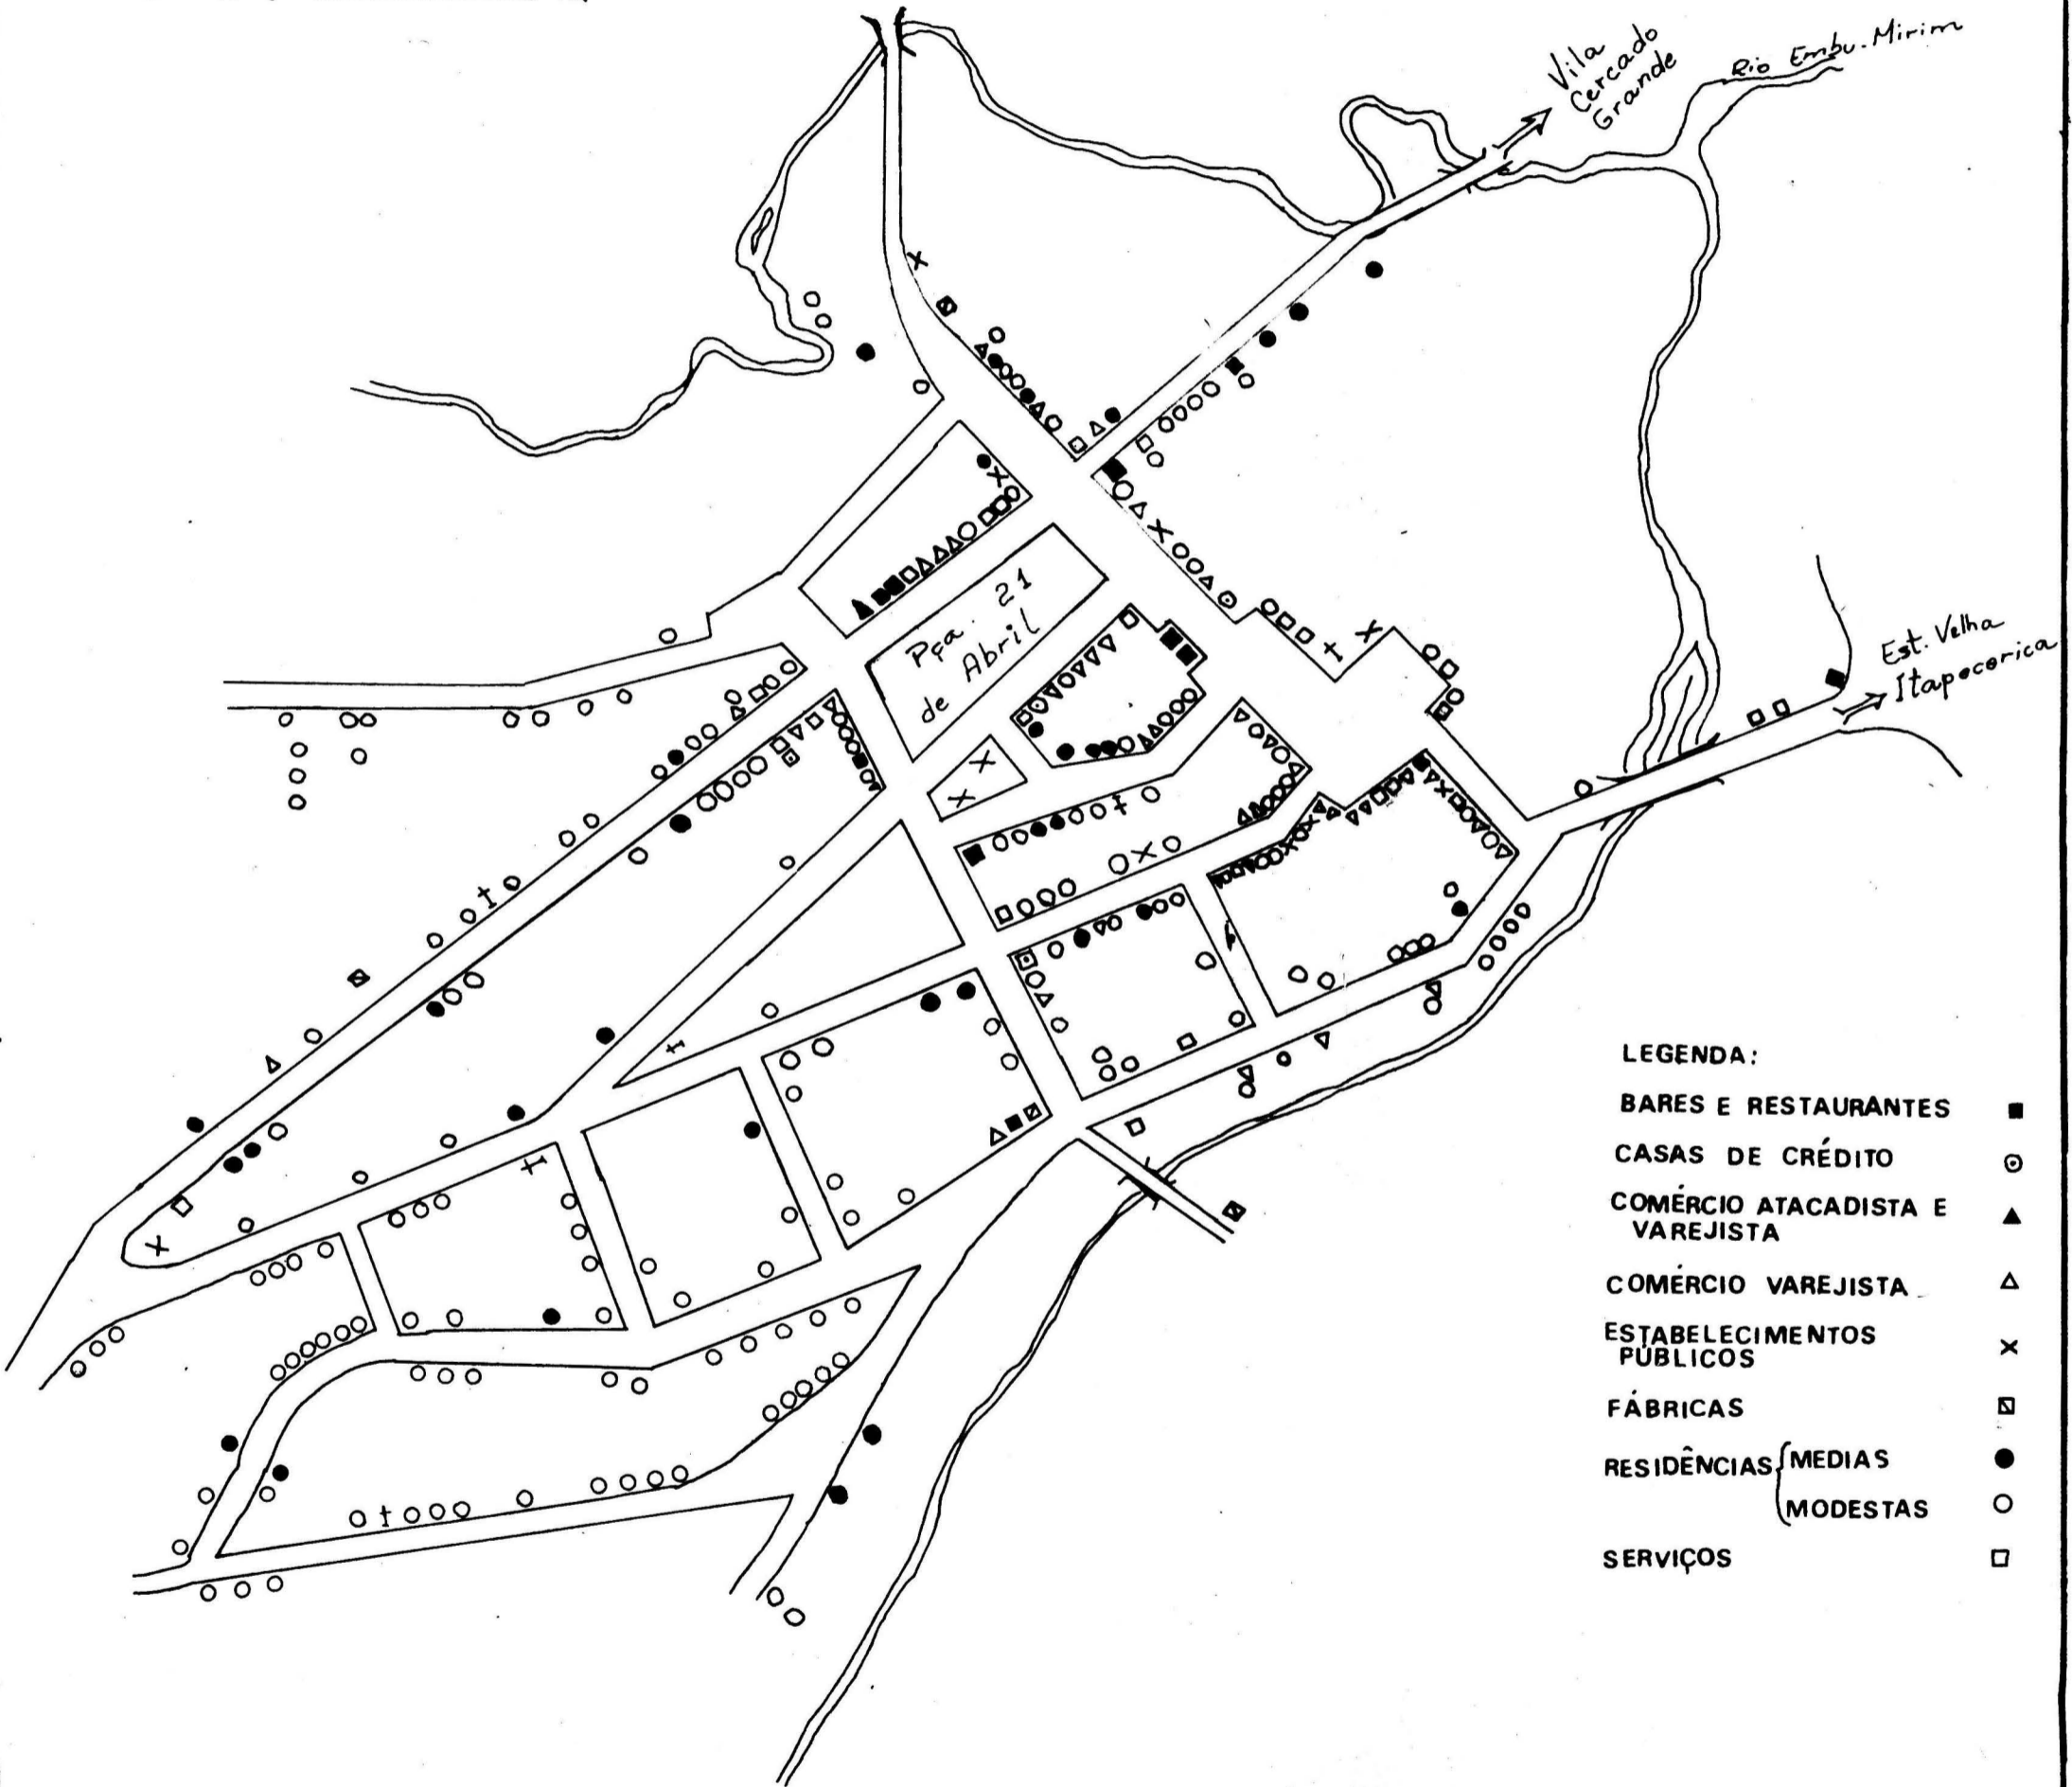 Vila
Cercado
Grande
Rio Embu-Mirim
Pça. 21
de Abril
Est. Velha
Itapecerica
LEGENDA:
BARES E RESTAURANTES
CASAS DE CRÉDITO
COMÉRCIO ATACADISTA E
VAREJISTA
COMÉRCIO VAREJISTA
ESTABELECIMENTOS
PÚBLICOS
FÁBRICAS
RESIDÊNCIAS { MEDIAS
MODESTAS
SERVIÇOS